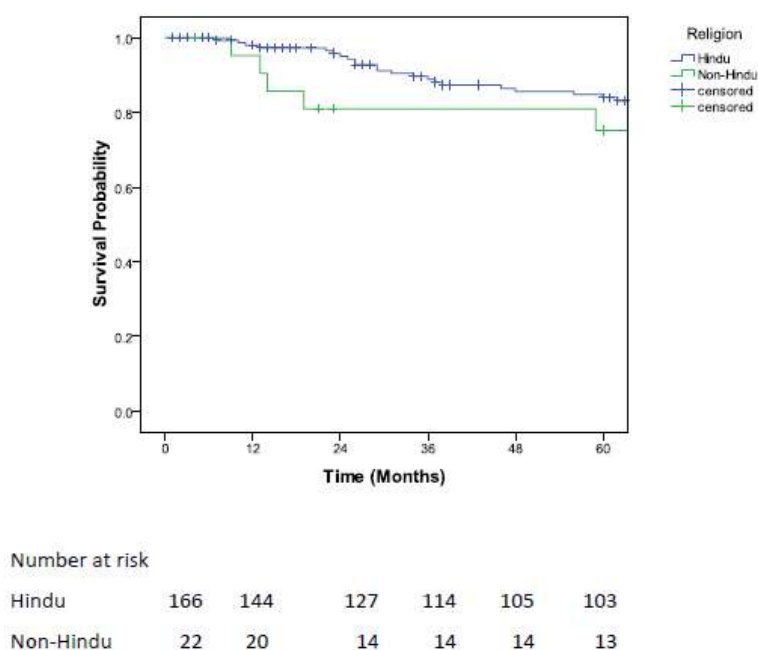 Religion
Hindu
Non-Hindu
censored
censored
Survival Probability
1.0
0.8
0.6
0.4
0.2
0.0
0 12 24 36 48 60
Time (Months)
Number at risk
Hindu 166 144 127 114 105 103
Non-Hindu 22 20 14 14 14 13